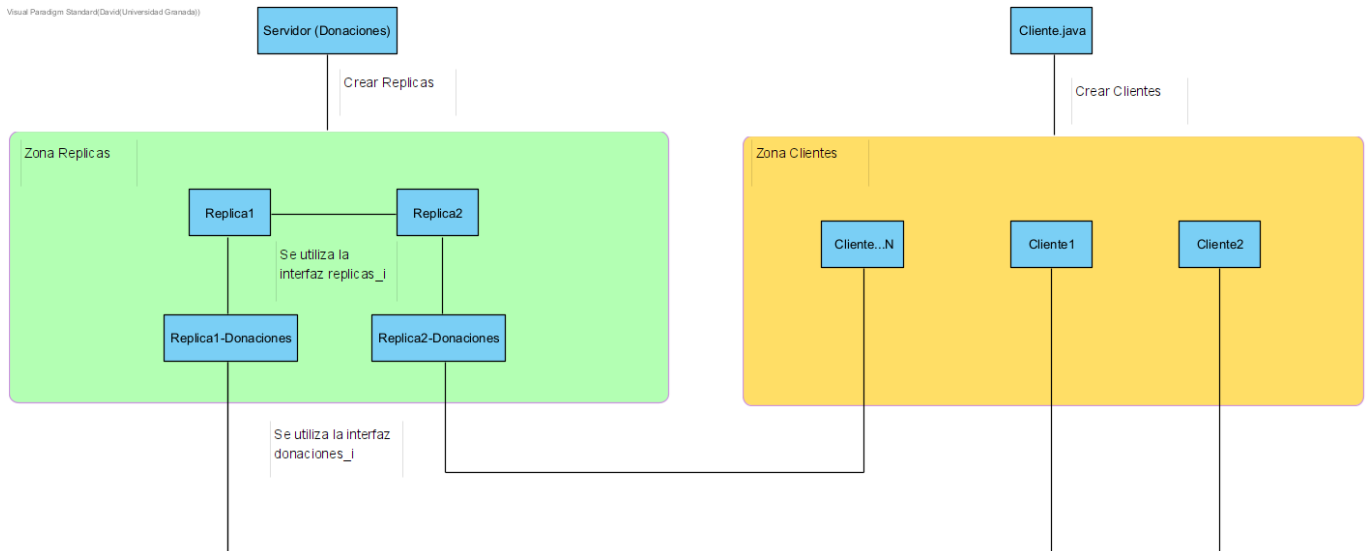 Visual Paradigm Standard(David(Universidad Granada))
Servidor (Donaciones)
Cliente.java
Crear Replicas
Crear Clientes
Zona Replicas
Zona Clientes
Replica1
Replica2
Cliente...N
Cliente1
Cliente2
Se utiliza la
interfaz replicas_i
Replica1-Donaciones
Replica2-Donaciones
Se utiliza la interfaz
donaciones_i